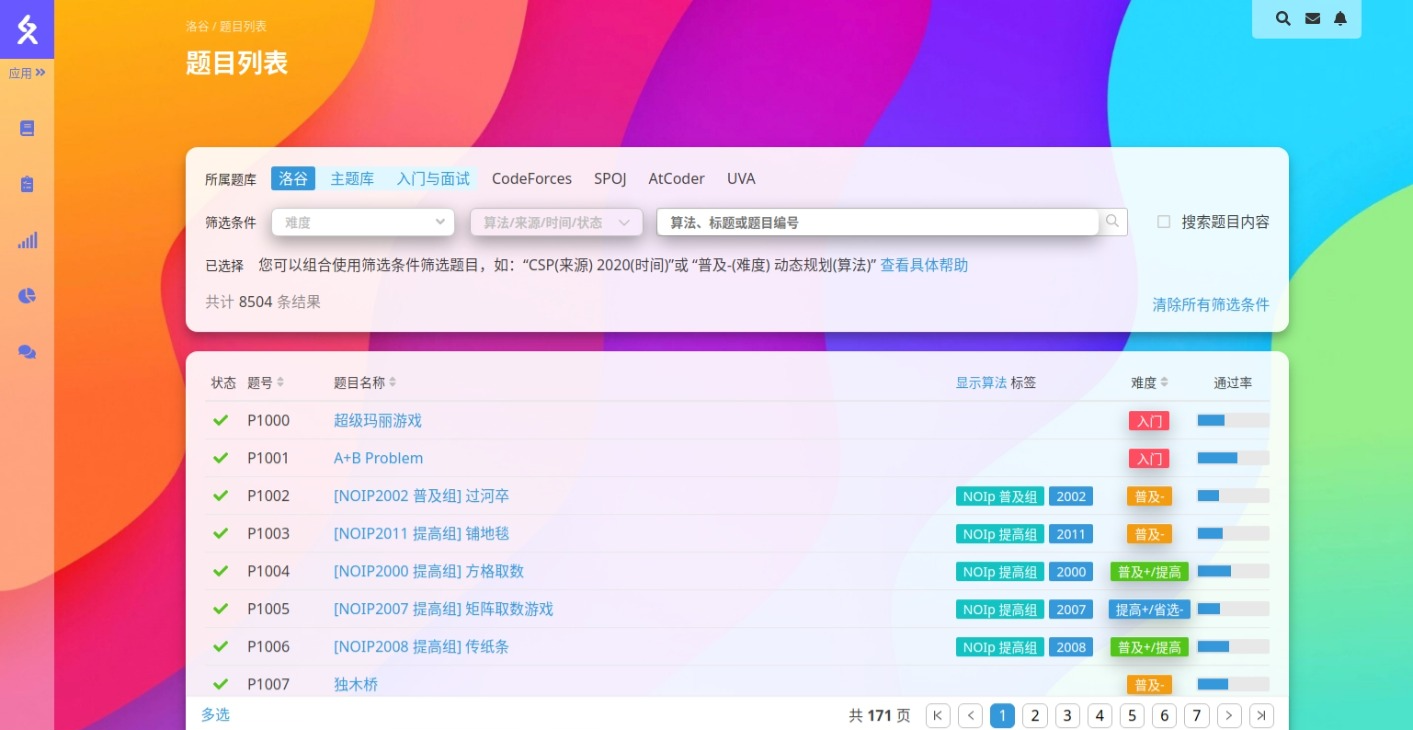 洛谷 / 题目列表
题目列表
应用
所属题库 洛谷 主题库 入门与面试 CodeForces SPOJ AtCoder UVA
筛选条件 难度 算法/来源/时间/状态 算法、标题或题目编号 搜索题目内容
已选择 您可以组合使用筛选条件筛选题目，如：“CSP(来源) 2020(时间)”或 “普及-(难度) 动态规划(算法)” 查看具体帮助
共计 8504 条结果 清除所有筛选条件
状态 题号 题目名称 显示算法 标签 难度 通过率
P1000 超级玛丽游戏 入门
P1001 A+B Problem 入门
P1002 [NOIP2002 普及组] 过河卒 NOIp 普及组 2002 普及-
P1003 [NOIP2011 提高组] 铺地毯 NOIp 提高组 2011 普及-
P1004 [NOIP2000 提高组] 方格取数 NOIp 提高组 2000 普及+/提高
P1005 [NOIP2007 提高组] 矩阵取数游戏 NOIp 提高组 2007 提高+/省选-
P1006 [NOIP2008 提高组] 传纸条 NOIp 提高组 2008 普及+/提高
P1007 独木桥 普及-
多选 共 171 页 1 2 3 4 5 6 7